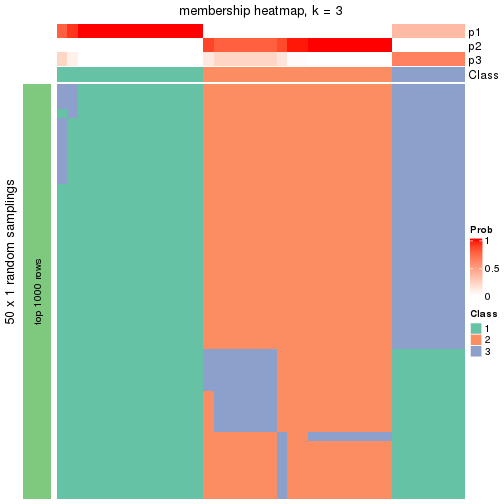 membership heatmap, k = 3
p1
p2
p3
Class
50 x 1 random samplings
top 1000 rows
Prob
1
0.5
0
Class
1
2
3